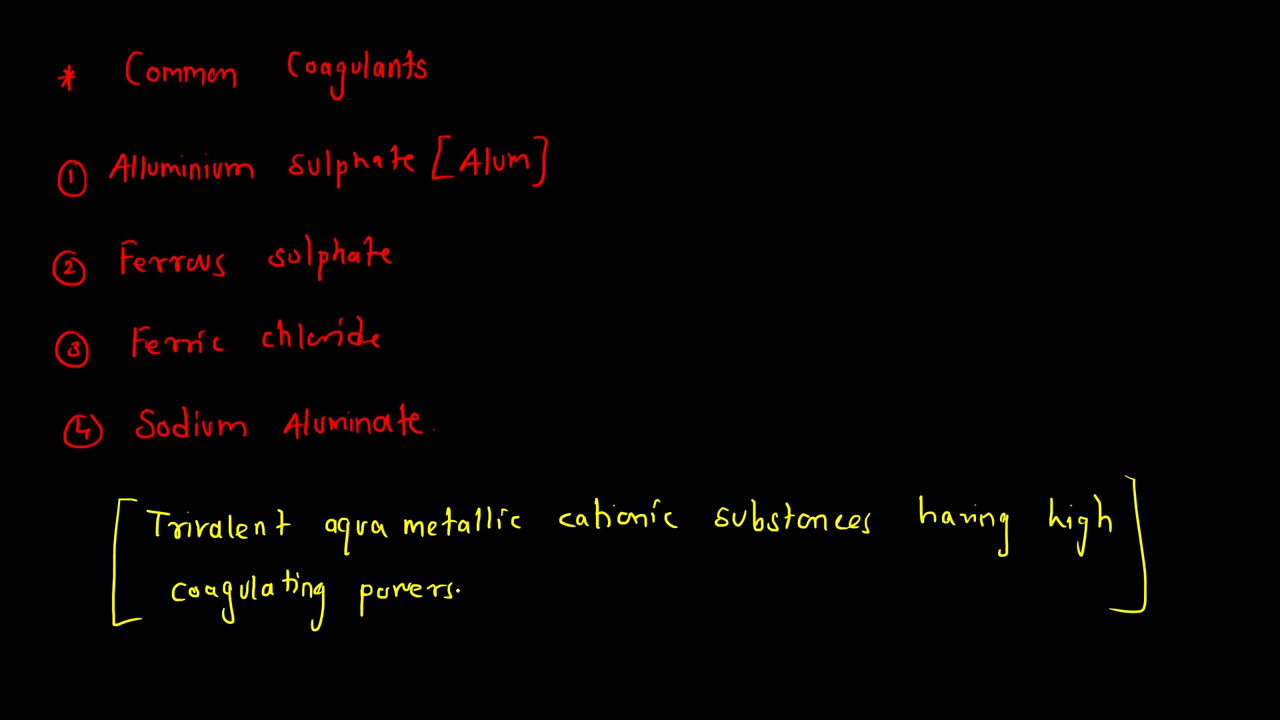 * Common Coagulants
① Alluminium sulphate [Alum]
② Ferrous sulphate
③ Ferric chloride
④ Sodium Aluminate.
[Trivalent aqua metallic cationic substances having high
coagulating powers.]